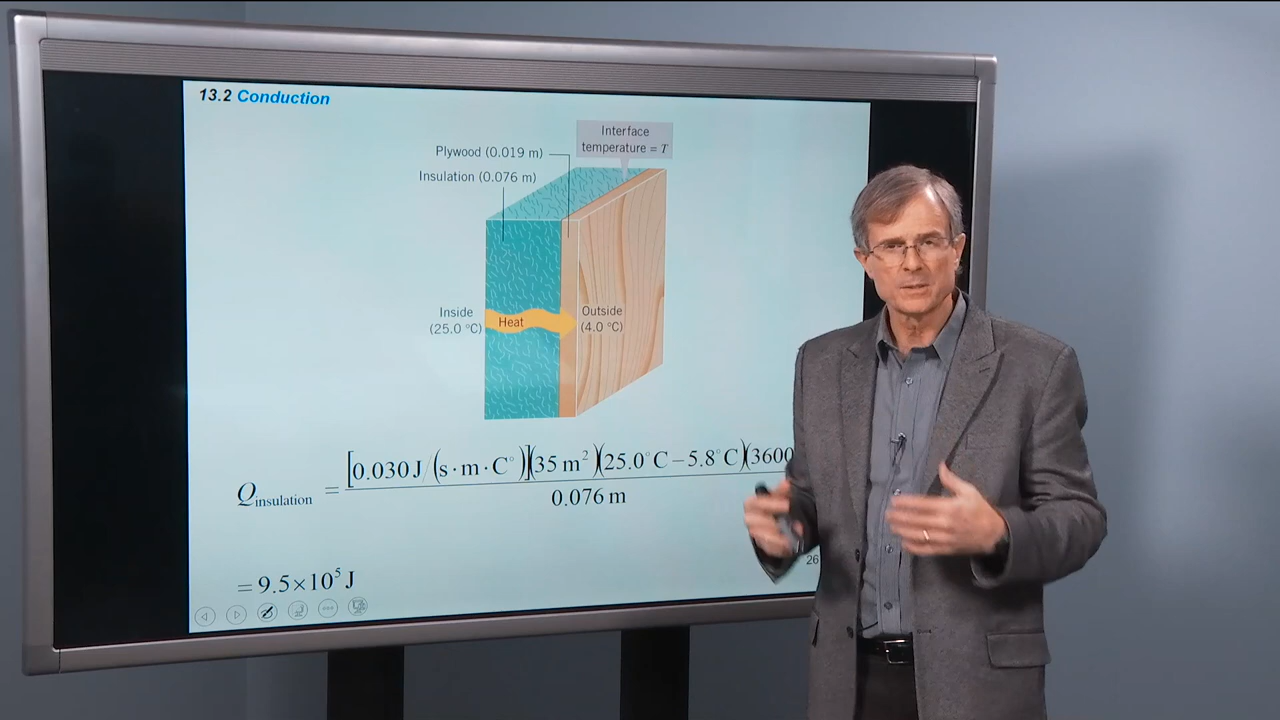 13.2 Conduction
Interface
temperature = T
Plywood (0.019 m)
Insulation (0.076 m)
Inside
(25.0 °C)
Heat
Outside
(4.0 °C)
Q insulation = [0.030 J/(s·m·C°)](35 m²)(25.0°C − 5.8°C)(3600
0.076 m
= 9.5×10⁵ J
26